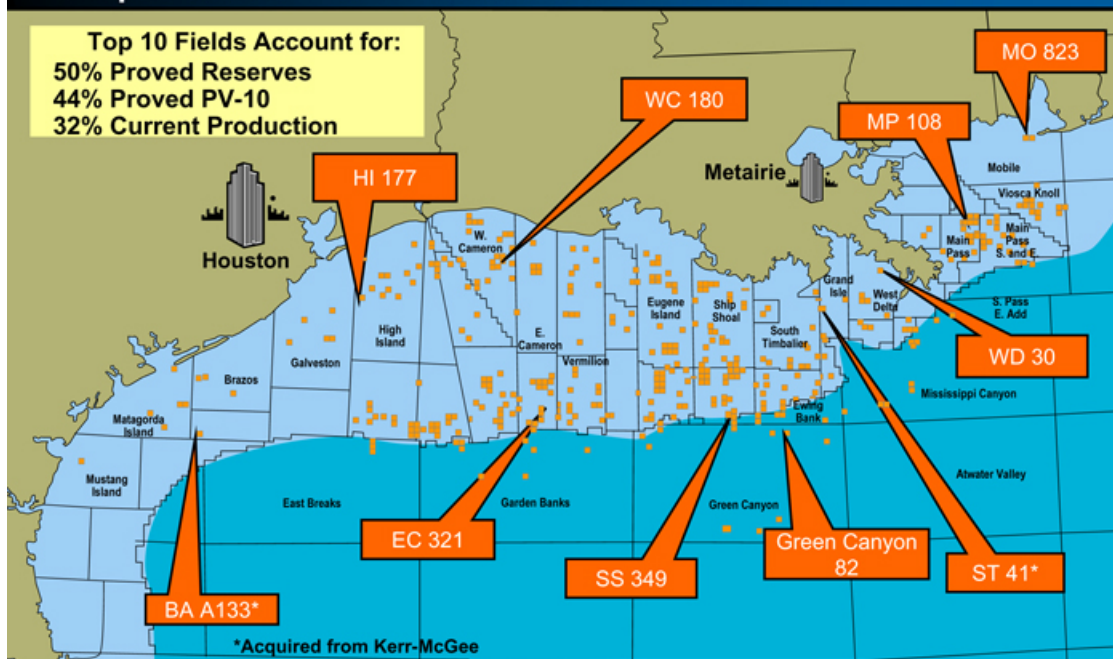 Top 10 Fields Account for:
50% Proved Reserves
44% Proved PV-10
32% Current Production
MO 823
WC 180
MP 108
HI 177
Metairie
Houston
Mobile
Viosca Knoll
W.
Cameron
Main
Pass
Main
Pass
S. and E.
Grand
Isle
West
Delta
S. Pass
E. Add
Eugene
Island
Ship
Shoal
South
Timbalier
High
Island
E.
Cameron
Vermilion
Galveston
Brazos
WD 30
Mississippi Canyon
Matagorda
Island
Ewing
Bank
Mustang
Island
Atwater Valley
East Breaks
Garden Banks
Green Canyon
EC 321
SS 349
Green Canyon
82
ST 41*
BA A133*
*Acquired from Kerr-McGee